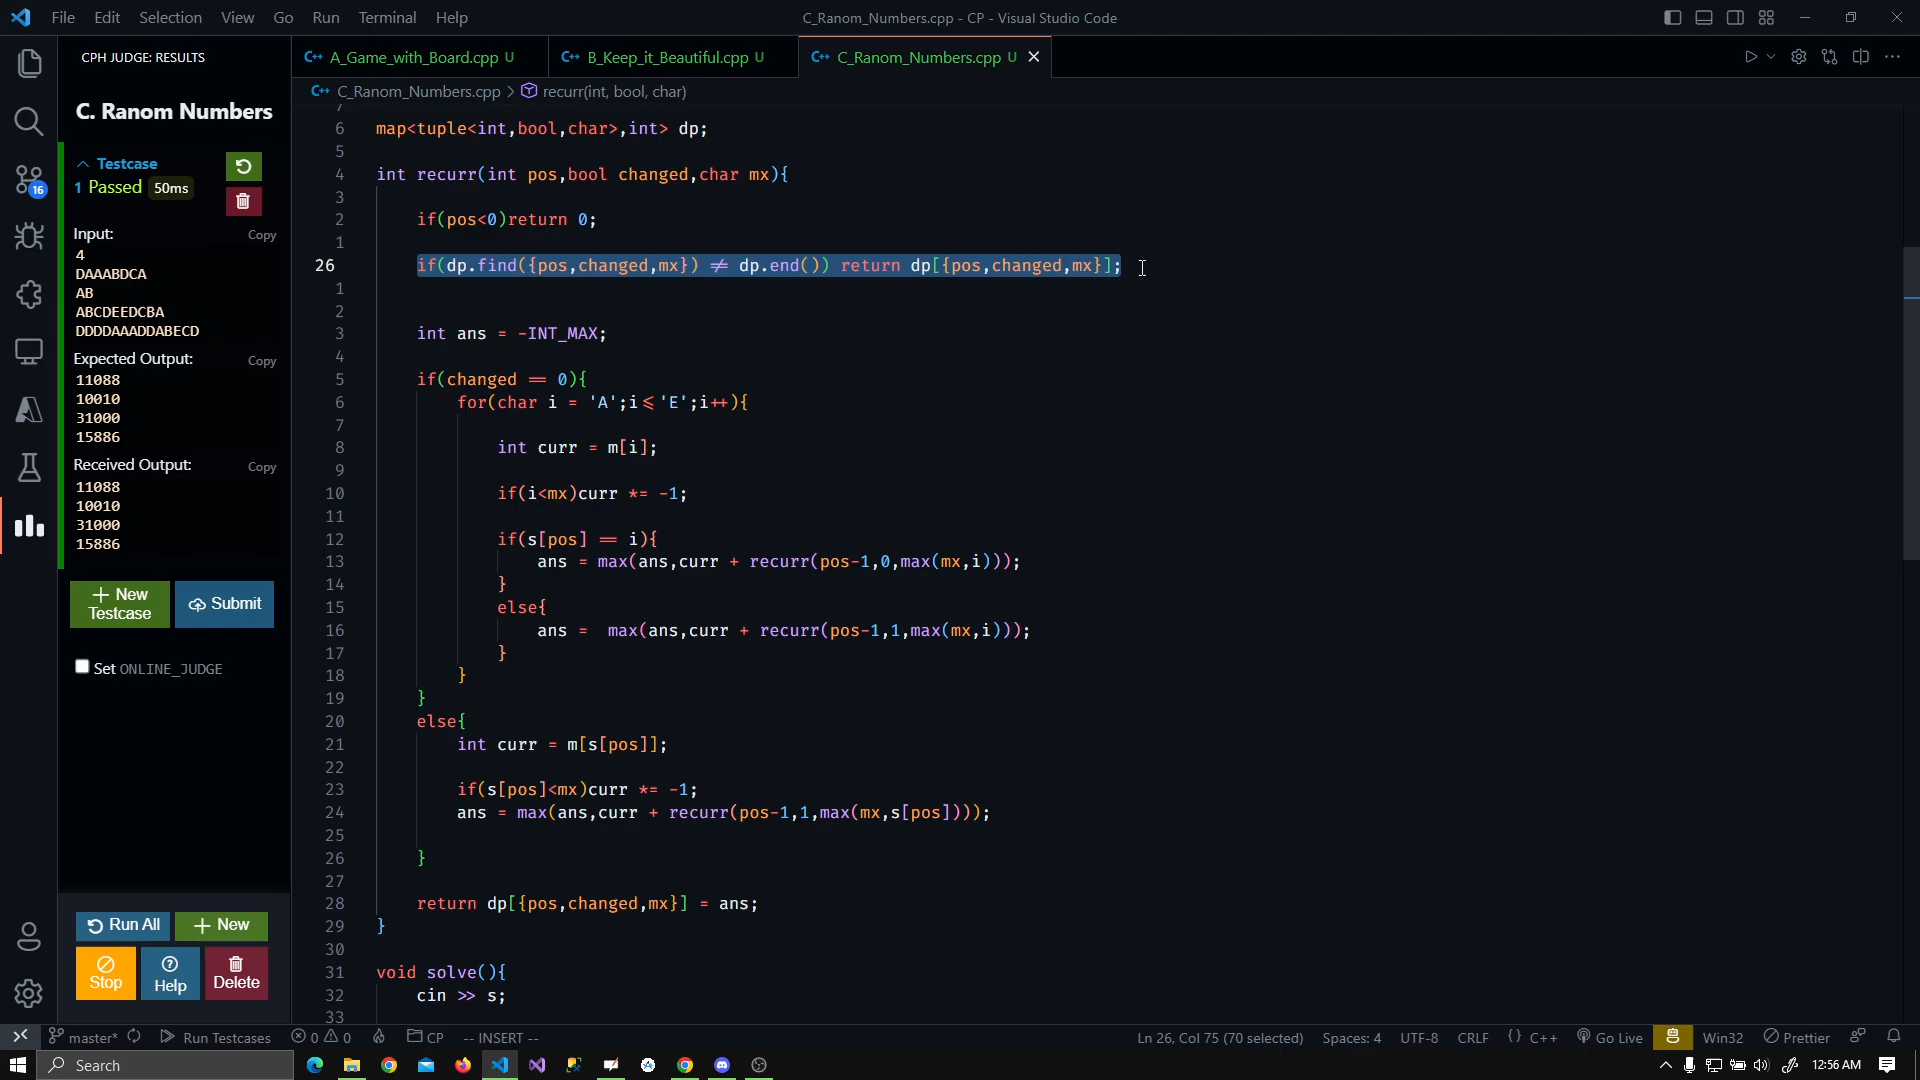 File Edit Selection View Go Run Terminal Help
C_Ranom_Numbers.cpp - CP - Visual Studio Code
CPH JUDGE: RESULTS
C++ A_Game_with_Board.cpp U
C++ B_Keep_it_Beautiful.cpp U
C++ C_Ranom_Numbers.cpp U
C++ C_Ranom_Numbers.cpp > recurr(int, bool, char)
C. Ranom Numbers
Testcase
1 Passed 50ms
Input: Copy
4
DAAABDCA
AB
ABCDEEDCBA
DDDDAAADDABECD
Expected Output: Copy
11088
10010
31000
15886
Received Output: Copy
11088
10010
31000
15886
+ New Testcase
Submit
Set ONLINE_JUDGE
Run All
+ New
Stop
Help
Delete
16
7
6 map<tuple<int,bool,char>,int> dp;
5
4 int recurr(int pos,bool changed,char mx){
3
2 if(pos<0)return 0;
1
26 if(dp.find({pos,changed,mx}) ≠ dp.end()) return dp[{pos,changed,mx}];
1
2
3 int ans = -INT_MAX;
4
5 if(changed == 0){
6 for(char i = 'A';i≤'E';i++){
7
8 int curr = m[i];
9
10 if(i<mx)curr *= -1;
11
12 if(s[pos] == i){
13 ans = max(ans,curr + recurr(pos-1,0,max(mx,i)));
14 }
15 else{
16 ans =  max(ans,curr + recurr(pos-1,1,max(mx,i)));
17 }
18 }
19 }
20 else{
21 int curr = m[s[pos]];
22
23 if(s[pos]<mx)curr *= -1;
24 ans = max(ans,curr + recurr(pos-1,1,max(mx,s[pos])));
25
26 }
27
28 return dp[{pos,changed,mx}] = ans;
29 }
30
31 void solve(){
32 cin >> s;
33
master* Run Testcases 0 0 CP -- INSERT -- Ln 26, Col 75 (70 selected) Spaces: 4 UTF-8 CRLF {} C++ Go Live Win32 Prettier
Search 12:56 AM